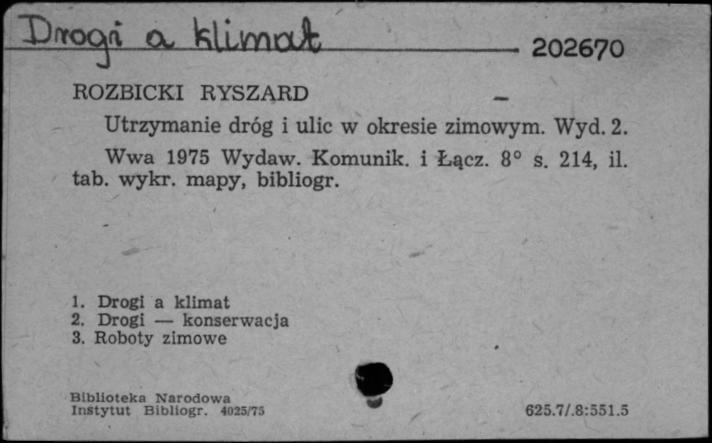 Drogi a klimat
202670
ROZBICKI RYSZARD
Utrzymanie dróg i ulic w okresie zimowym. Wyd. 2.
Wwa 1975 Wydaw. Komunik. i Łącz. 8° s. 214, il.
tab. wykr. mapy, bibliogr.
1. Drogi a klimat
2. Drogi — konserwacja
3. Roboty zimowe
Biblioteka Narodowa
Instytut Bibliogr. 4025/75
625.7/.8:551.5